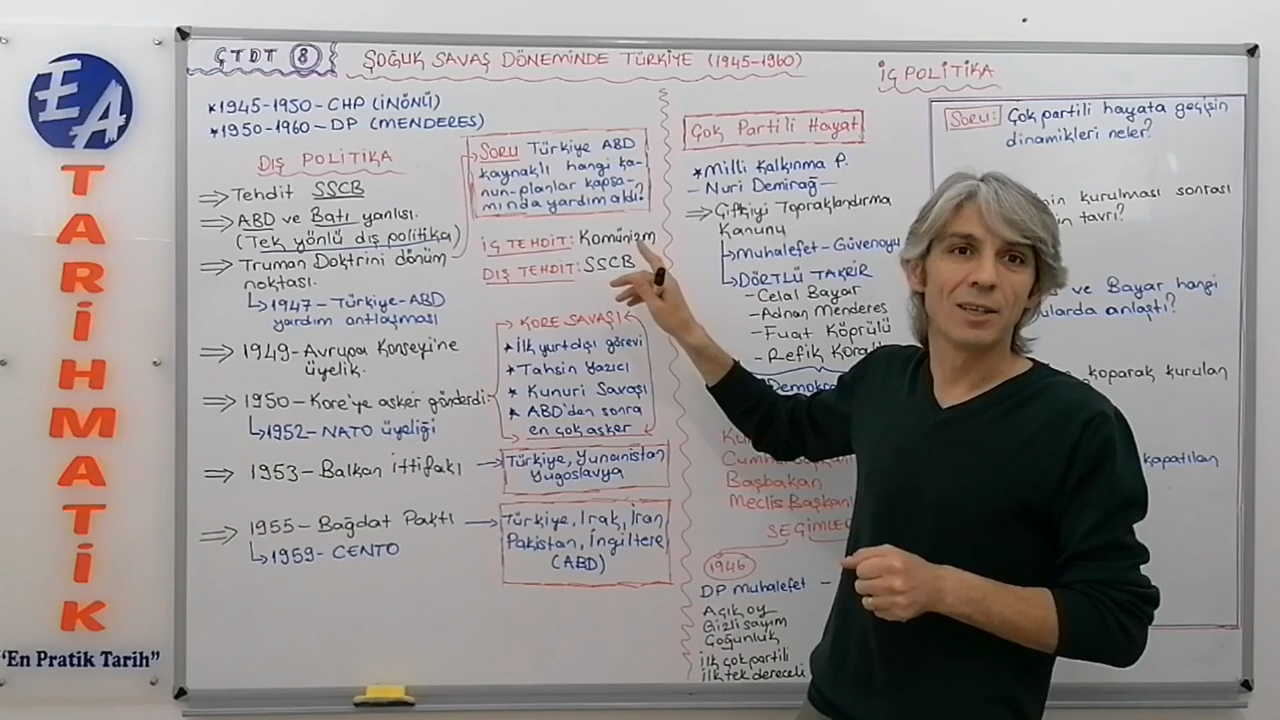 EA
TARİHMATİK
"En Pratik Tarih"
ÇTDT 8
SOĞUK SAVAŞ DÖNEMİNDE TÜRKİYE (1945-1960)
*1945-1950-CHP (İNÖNÜ)
*1950-1960-DP (MENDERES)
DIŞ POLİTİKA
⇒ Tehdit SSCB
⇒ ABD ve Batı yanlısı.
(Tek yönlü dış politika)
⇒ Truman Doktrini dönüm
noktası.
↳1947-Türkiye-ABD
yardım antlaşması
⇒ 1949-Avrupa Konseyi'ne
üyelik.
⇒ 1950-Kore'ye asker gönderdi.
↳1952-NATO üyeliği
⇒ 1953-Balkan İttifakı
⇒ 1955-Bağdat Paktı
↳1959-CENTO
SORU Türkiye ABD
kaynaklı hangi ka-
nun-planlar kapsa-
mında yardım aldı?
İÇ TEHDİT: Komünizm
DIŞ TEHDİT: SSCB
KORE SAVAŞI
* İlk yurtdışı görevi
* Tahsin Yazıcı
* Kunuri Savaşı
* ABD'den sonra
en çok asker
Türkiye, Yunanistan
Yugoslavya
Türkiye, Irak, İran
Pakistan, İngiltere
(ABD)
İÇ POLİTİKA
Çok Partili Hayat
*Milli Kalkınma P.
-Nuri Demirağ-
⇒ Çiftçiyi Topraklandırma
Kanunu
↳Muhalefet-Güvenoyu
↳DÖRTLÜ TAKRİR
-Celal Bayar
-Adnan Menderes
-Fuat Köprülü
-Refik
Başbakan
Meclis Başkanı
1946
DP Muhalefet -
Açık oy
Gizli sayım
Çoğunluk
İlk çok partili
İlk tek dereceli
Soru: Çok partili hayata geçişin
dinamikleri neler?
kurulması sonrası
tavrı?
ve Bayar hangi
anlaştı?
koparak kurulan
kapatılan